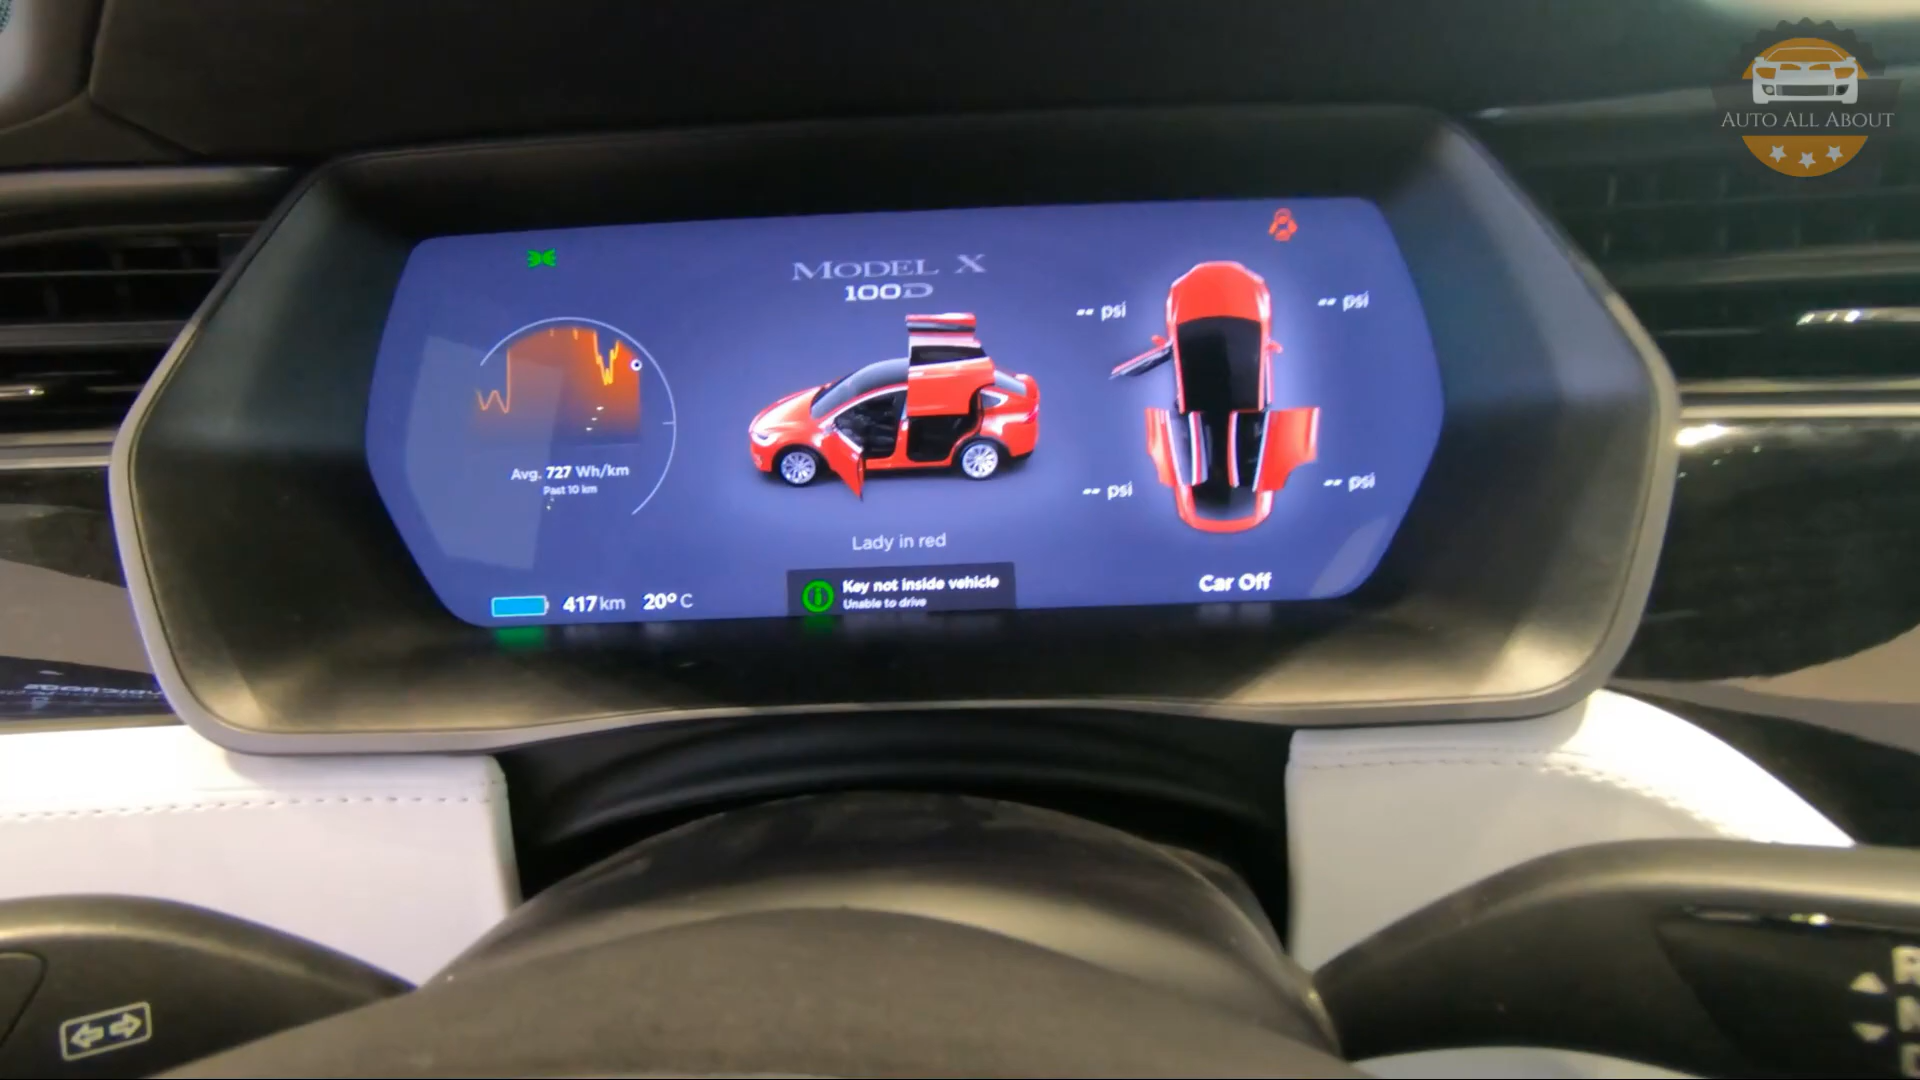 AUTO ALL ABOUT
MODEL X
100D
-- psi
-- psi
Avg. 727 Wh/km
Past 10 km
-- psi
-- psi
Lady in red
Key not inside vehicle
Unable to drive
Car Off
417 km 20° C
R
N
D